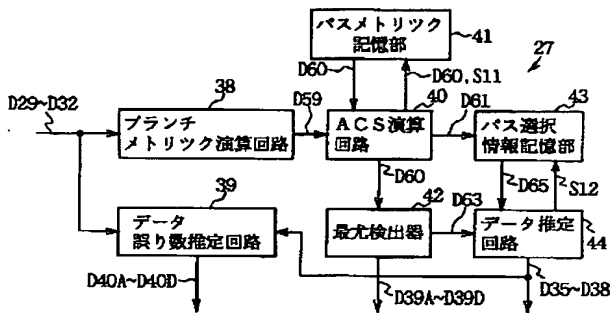 パスメトリツク
記憶部
41
27
D60
D60,S11
D29~D32
38
D59
40
D61
43
ブランチ
メトリツク演算回路
ACS演算
回路
パス選択
情報記憶部
39
D60
42
D63
D65
S12
データ
誤り数推定回路
最尤検出器
データ推定
回路
44
D40A~D40D
D39A~D39D
D35~D38